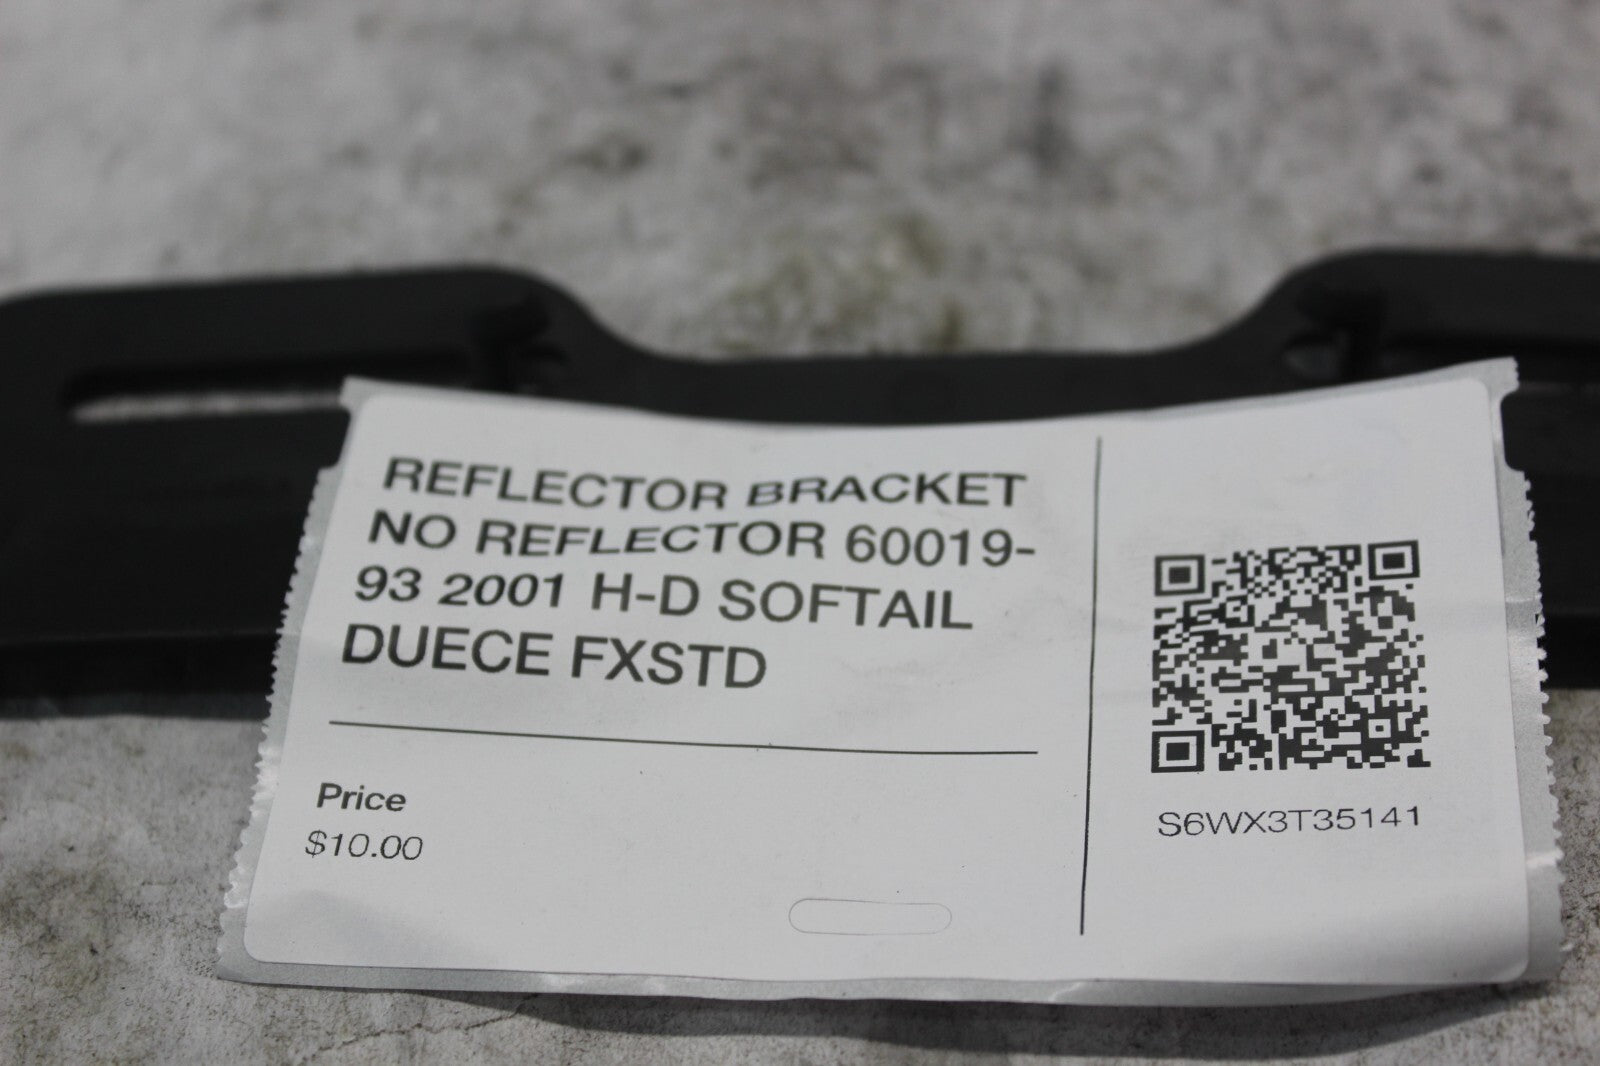 REFLECTOR BRACKET
NO REFLECTOR 60019-
93 2001 H-D SOFTAIL
DUECE FXSTD
Price
$10.00
S6WX3T35141